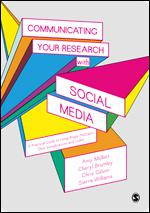 COMMUNICATING
YOUR RESEARCH
with
SOCIAL
MEDIA
A Practical Guide to Using Blogs, Podcasts,
Data Visualisations and Video
Amy Mollett
Cheryl Brumley
Chris Gilson
Sierra Williams